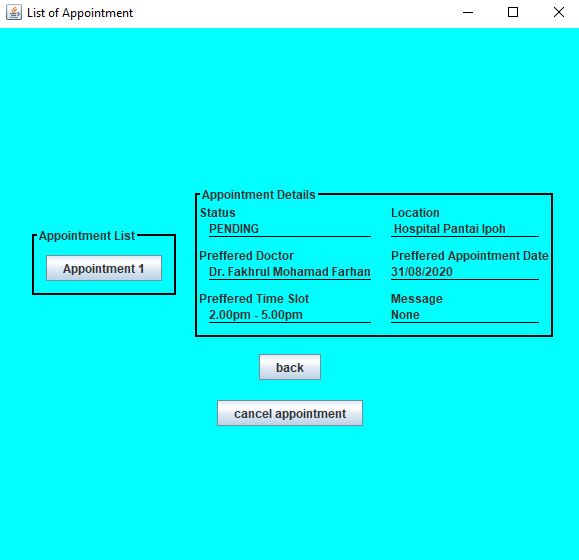 List of Appointment
Appointment List
Appointment 1
Appointment Details
Status
PENDING
Location
Hospital Pantai Ipoh
Preffered Doctor
Dr. Fakhrul Mohamad Farhan
Preffered Appointment Date
31/08/2020
Preffered Time Slot
2.00pm - 5.00pm
Message
None
back
cancel appointment